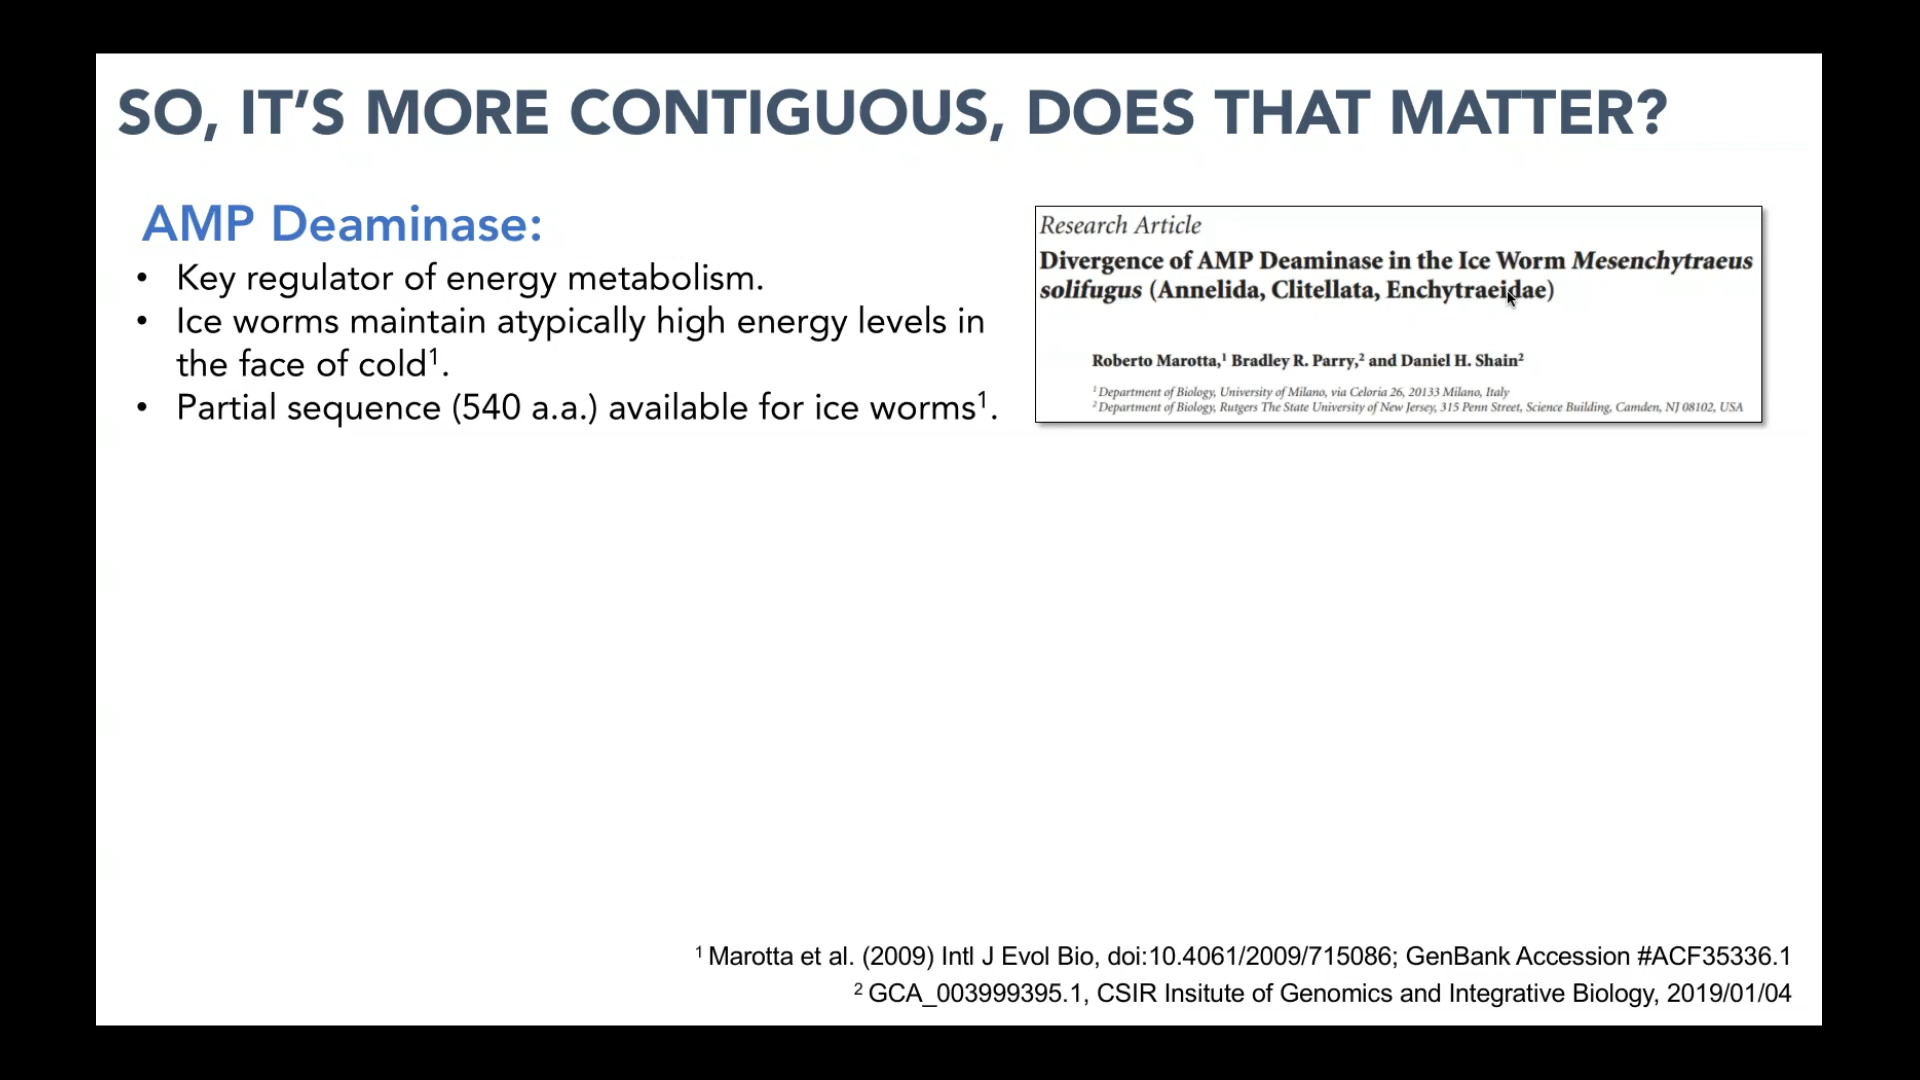 SO, IT’S MORE CONTIGUOUS, DOES THAT MATTER?
AMP Deaminase:
• Key regulator of energy metabolism.
• Ice worms maintain atypically high energy levels in
the face of cold¹.
• Partial sequence (540 a.a.) available for ice worms¹.
Research Article
Divergence of AMP Deaminase in the Ice Worm Mesenchytraeus
solifugus (Annelida, Clitellata, Enchytraeidae)
Roberto Marotta,¹ Bradley R. Parry,² and Daniel H. Shain²
¹ Department of Biology, University of Milano, via Celoria 26, 20133 Milano, Italy
² Department of Biology, Rutgers The State University of New Jersey, 315 Penn Street, Science Building, Camden, NJ 08102, USA
¹ Marotta et al. (2009) Intl J Evol Bio, doi:10.4061/2009/715086; GenBank Accession #ACF35336.1
² GCA_003999395.1, CSIR Insitute of Genomics and Integrative Biology, 2019/01/04